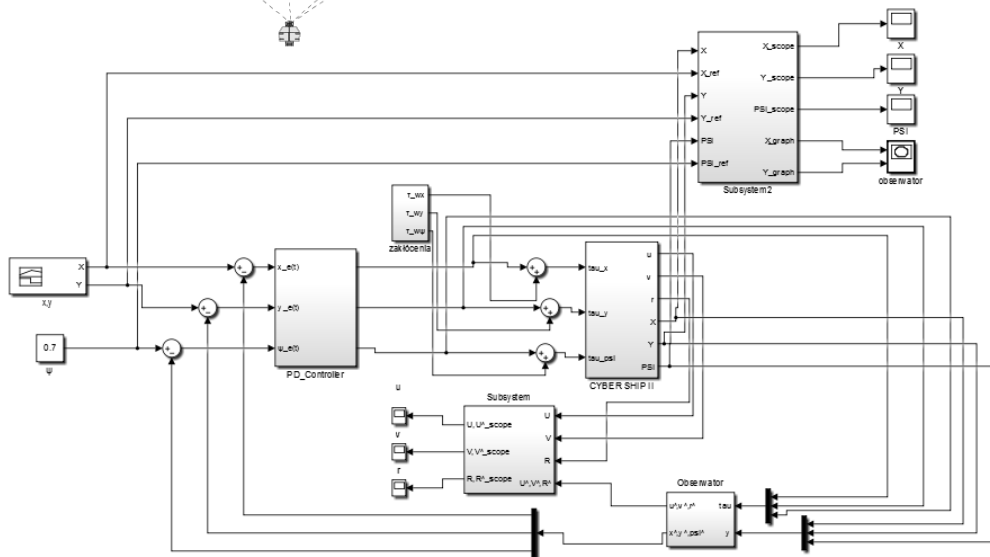 X
X_scope
X_ref
X
Y
Y_scope
Y_ref
Y
PSI
PSI_scope
PSI
PSI_ref
X_graph
Y_graph
Subsystem2
obserwator
τ_wx
τ_wy
τ_wψ
zakłócenia
X
Y
x,y
0.7
ψ
x_e(t)
y_e(t)
ψ_e(t)
PD_Controller
tau_x
tau_y
tau_psi
u
v
r
X
Y
PSI
CYBER SHIP II
u
v
r
Subsystem
U,U^_scope
V,V^_scope
R,R^_scope
U
V
R
U^,V^,R^
Obserwator
u^,v^,r^
x^,y^,psi^
tau
y